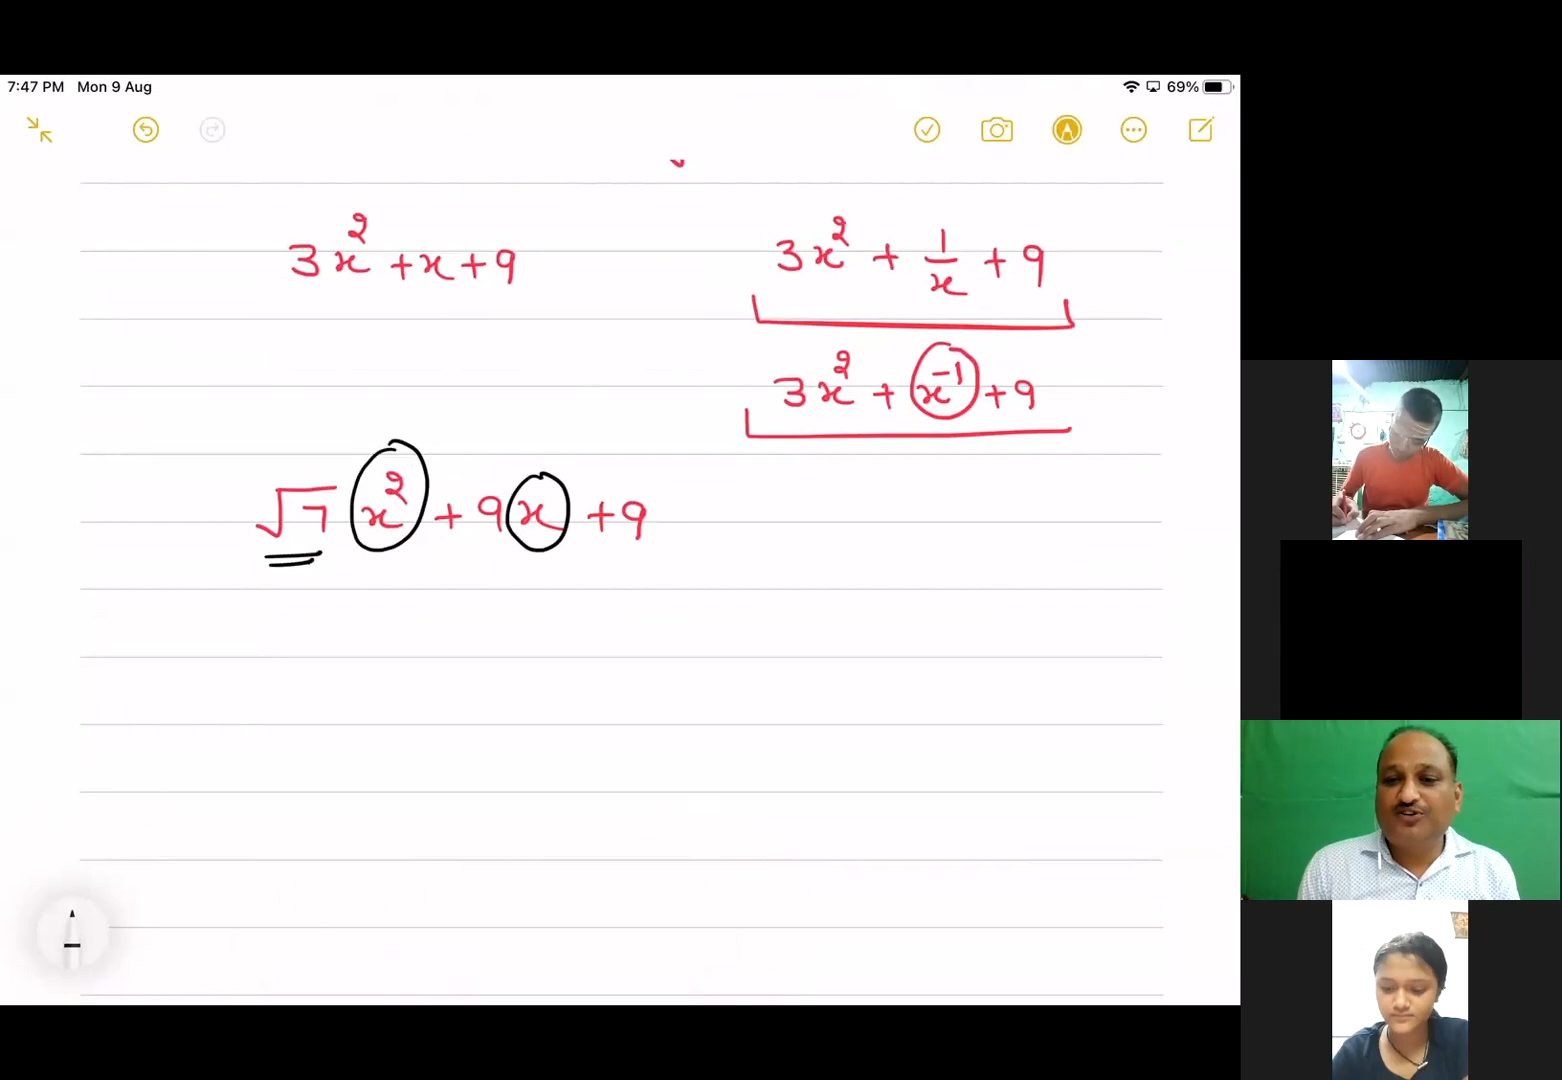 7:47 PM Mon 9 Aug 69%
3x² + x + 9
3x² + 1/x + 9
3x² + x⁻¹ + 9
√7 x² + 9x + 9